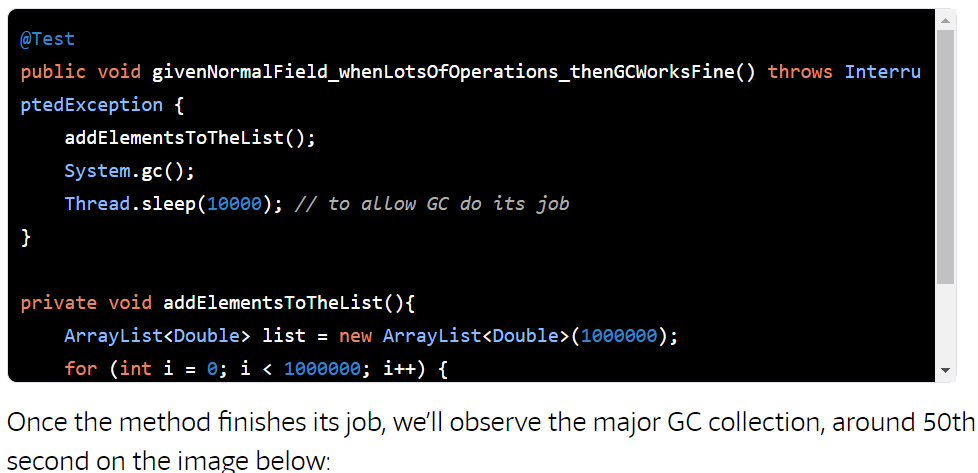 @Test
public void givenNormalField_whenLotsOfOperations_thenGCWorksFine() throws Interru
ptedException {
    addElementsToTheList();
    System.gc();
    Thread.sleep(10000); // to allow GC do its job
}

private void addElementsToTheList(){
    ArrayList<Double> list = new ArrayList<Double>(1000000);
    for (int i = 0; i < 1000000; i++) {
Once the method finishes its job, we’ll observe the major GC collection, around 50th
second on the image below: